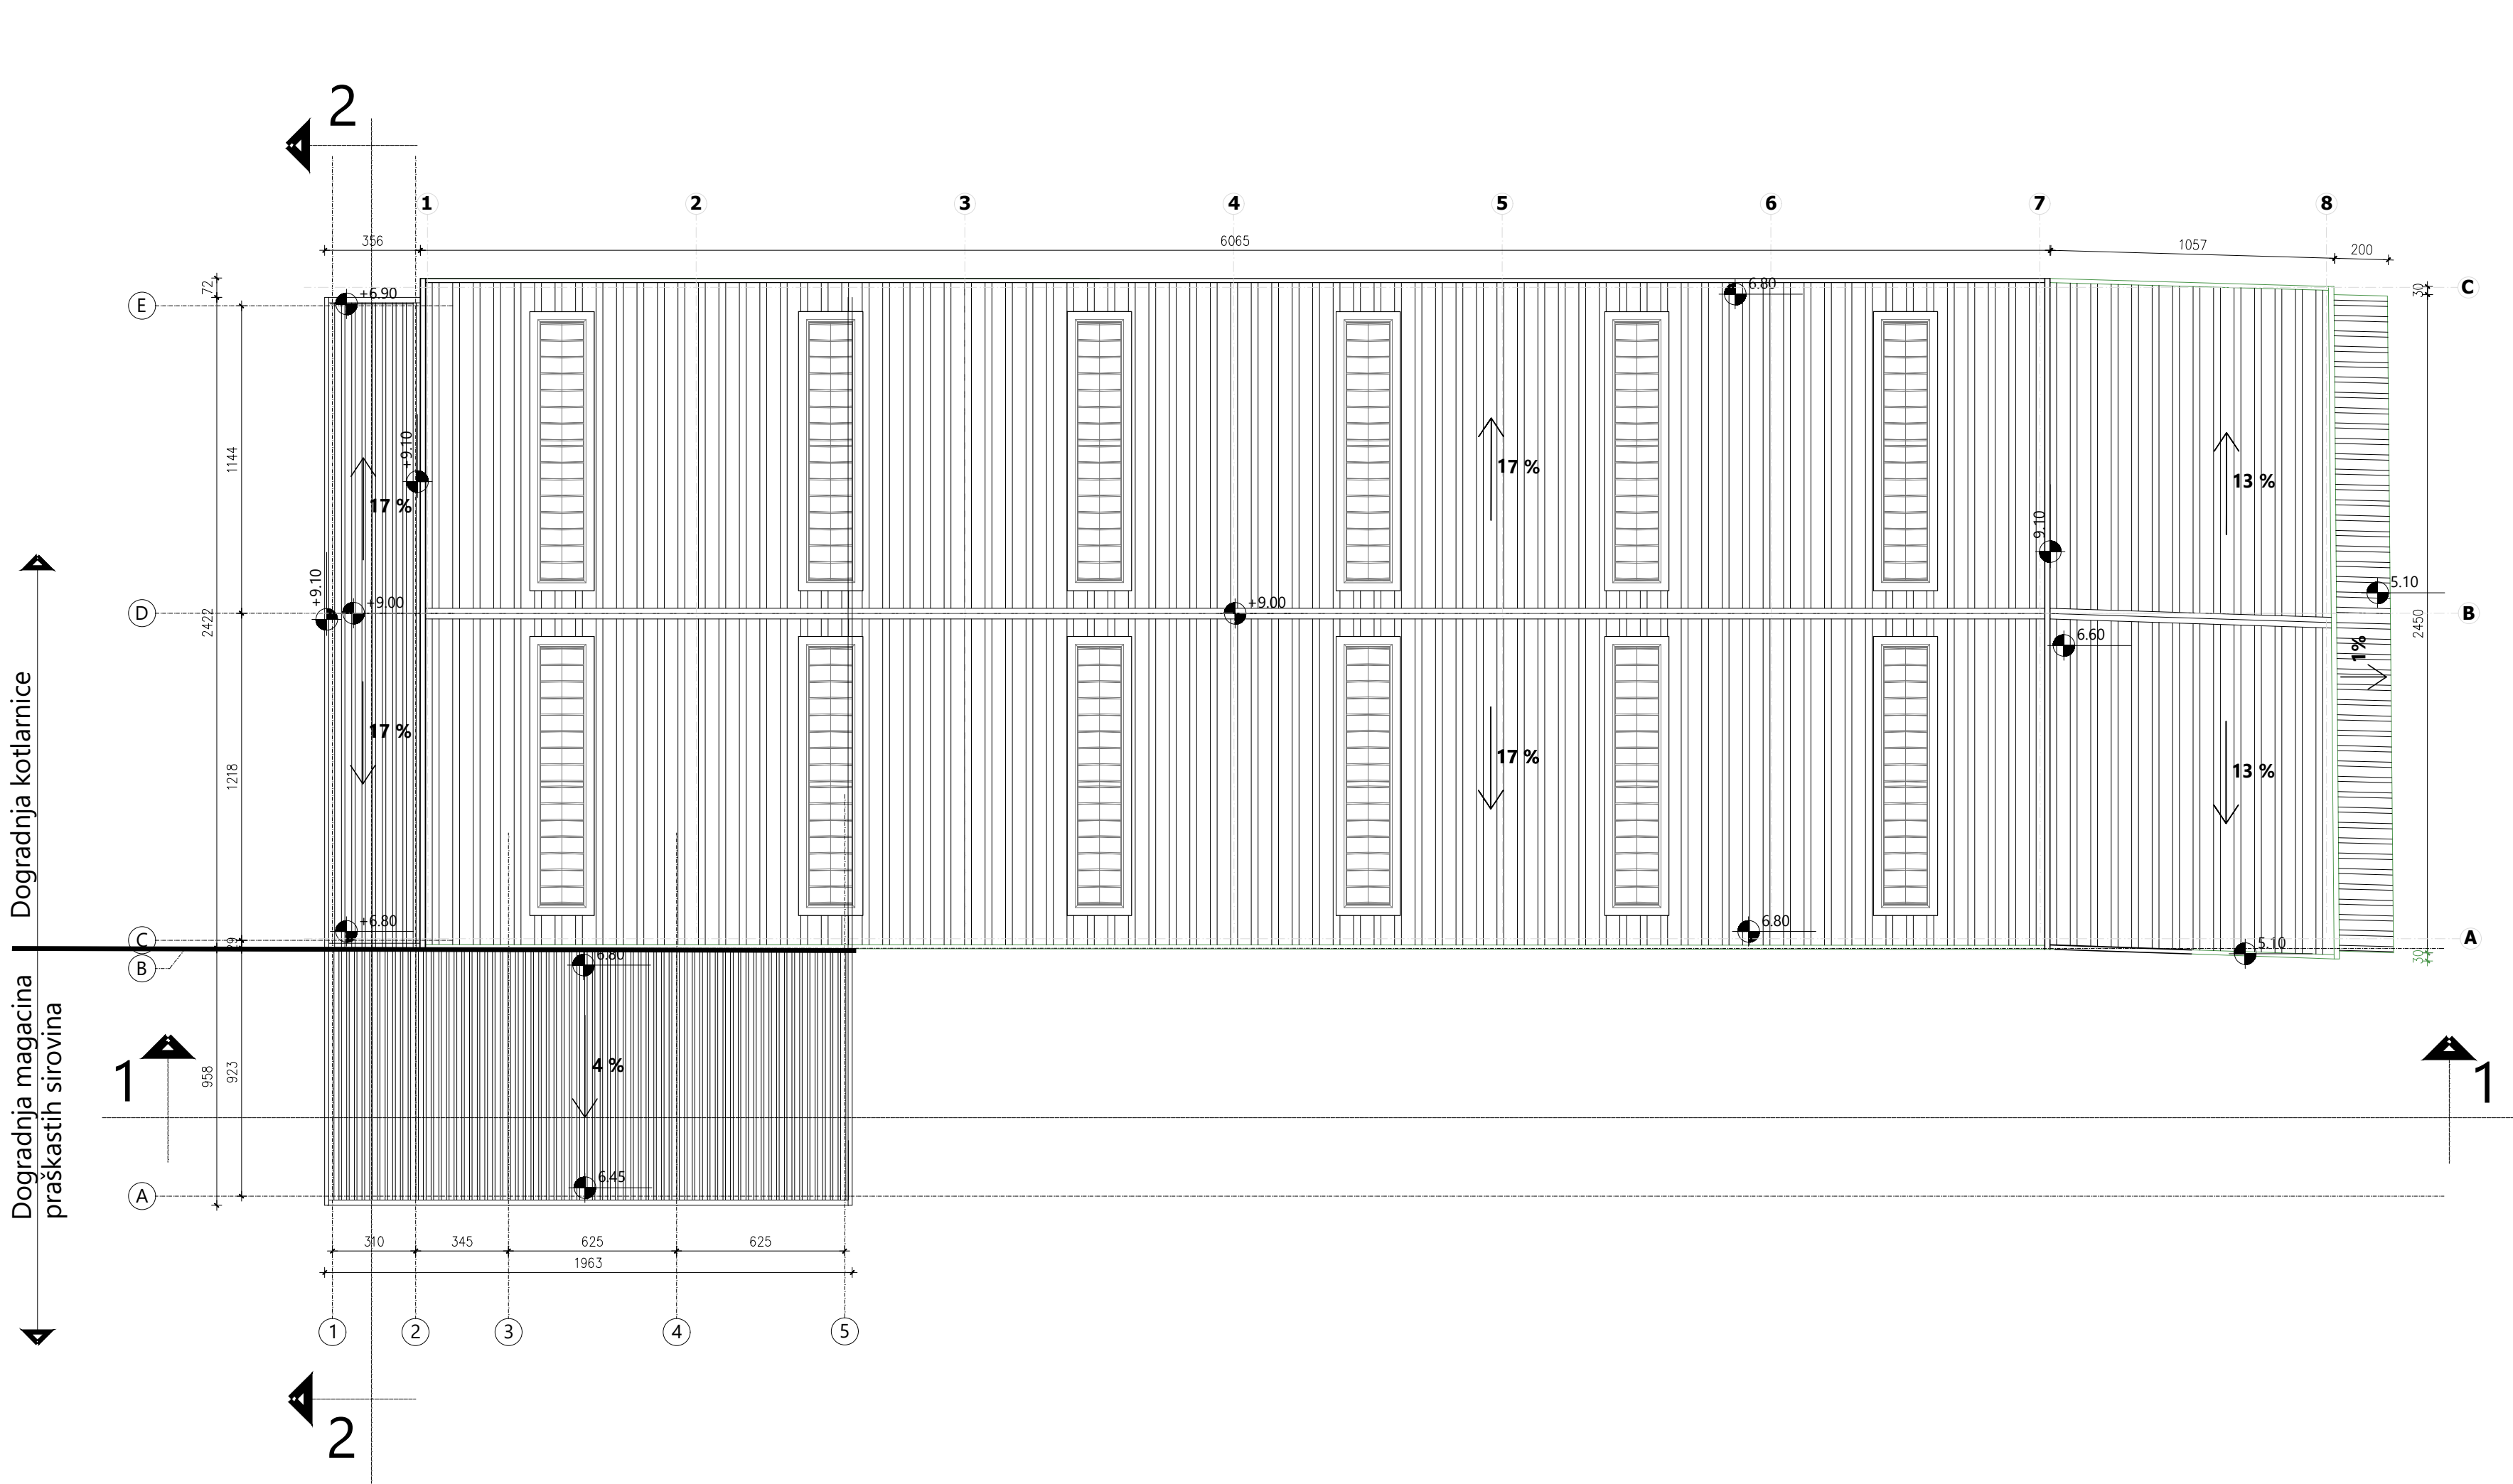 2
1 2 3 4 5 6 7 8
356 6065 1057 200
72
E +6.90 6.80 30 C
+9.10
1144
17 % 17 % 13 %
9.10
+9.10
5.10
D +9.00 +9.00 B
2422 6.60 2450
1%
17 % 17 % 13 %
1218
Dogradnja kotlarnice
+6.80 6.80 A
C 29 5.10
B 6.80 30
Dogradnja magacina
praškastih sirovina
1 958 923 4 % 1
6.45
A
310 345 625 625
1963
1 2 3 4 5
2